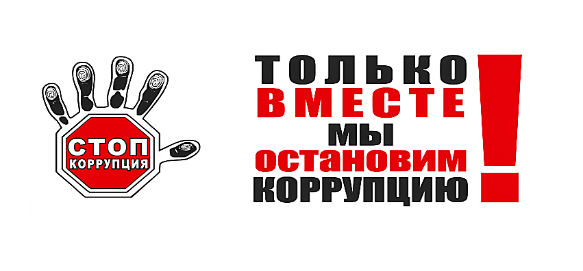 СТОП
КОРРУПЦИЯ
ТОЛЬКО
ВМЕСТЕ
МЫ
ОСТАНОВИМ
КОРРУПЦИЮ!